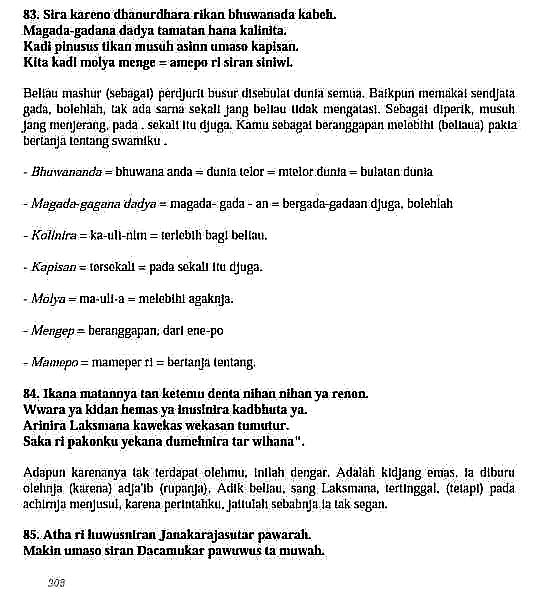 83. Sira kareno dhanurdhara rikan bhuwanada kabeh.
Magada-gadana dadya tamatan hana kalinita.
Kadi pinusus tikan musuh asinn umaso kapisan.
Kita kadi molya menge = amepo ri siran siniwi.
Beliau mashur (sebagai) perdjurit busur disebulat dunia semua. Baikpun memakai sendjata
gada, bolehlah, tak ada sama sekali jang beliau tidak mengatasi. Sebagai diperik, musuh
jang menjerang, pada . sekali itu djuga. Kamu sebagai beranggapan melebihi (beliaua) pakta
bertanja tentang swamiku .
- Bhuwananda = bhuwana anda = dunia telor = mtelor dunia = bulatan dunia
- Magada-gagana dadya = magada- gada - an = bergada-gadaan djuga, bolehlah
- Kolinira = ka-uli-nim = terlebih bagi beliau.
- Kapisan = torsekali = pada sekali itu djuga.
- Molya = ma-uli-a = melebihi agaknja.
- Mengep = beranggapan; dari ene-po
- Mamepo = mameper ri = bertanja tentang.
84. Ikana matannya tan ketemu denta nihan nihan ya renon.
Wwara ya kidan hemas ya inusinira kadbhuta ya.
Arinira Laksmana kawekas wekasan tumutur.
Saka ri pakonku yekana dumehnira tar wihana".
Adapun karenanya tak terdapat olehmu, inilah dengar. Adalah kidjang emas, ia diburu
olehnja (karena) adja'ib (rupanja), Adik beliau, sang Laksmana, tertinggal, (tetapi) pada
achirnja menjusul, karena perintahku, jaitulah sebabnja ia tak segan.
85. Atha ri huwusniran Janakarajasutar pawarah.
Makin umaso siran Dacamukar pawuwus ta muwah.
203